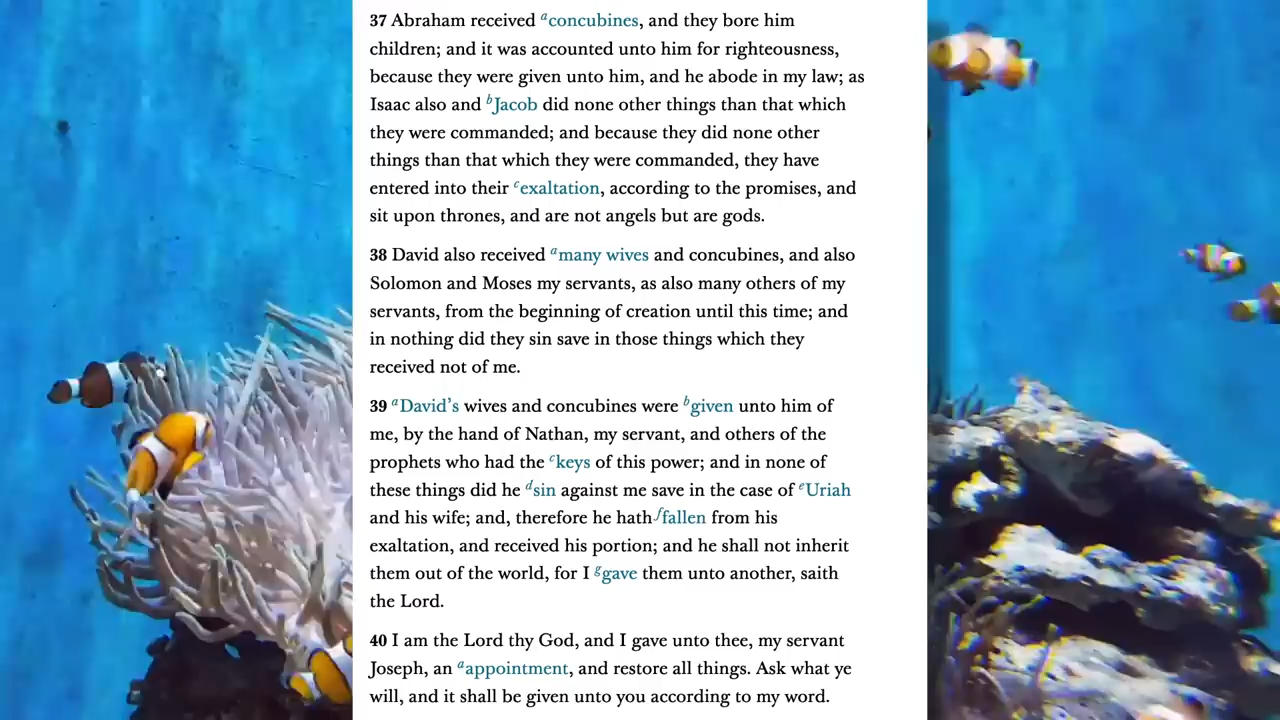 37 Abraham received aconcubines, and they bore him
children; and it was accounted unto him for righteousness,
because they were given unto him, and he abode in my law; as
Isaac also and bJacob did none other things than that which
they were commanded; and because they did none other
things than that which they were commanded, they have
entered into their cexaltation, according to the promises, and
sit upon thrones, and are not angels but are gods.
38 David also received amany wives and concubines, and also
Solomon and Moses my servants, as also many others of my
servants, from the beginning of creation until this time; and
in nothing did they sin save in those things which they
received not of me.
39 aDavid’s wives and concubines were bgiven unto him of
me, by the hand of Nathan, my servant, and others of the
prophets who had the ckeys of this power; and in none of
these things did he dsin against me save in the case of eUriah
and his wife; and, therefore he hath ffallen from his
exaltation, and received his portion; and he shall not inherit
them out of the world, for I ggave them unto another, saith
the Lord.
40 I am the Lord thy God, and I gave unto thee, my servant
Joseph, an aappointment, and restore all things. Ask what ye
will, and it shall be given unto you according to my word.